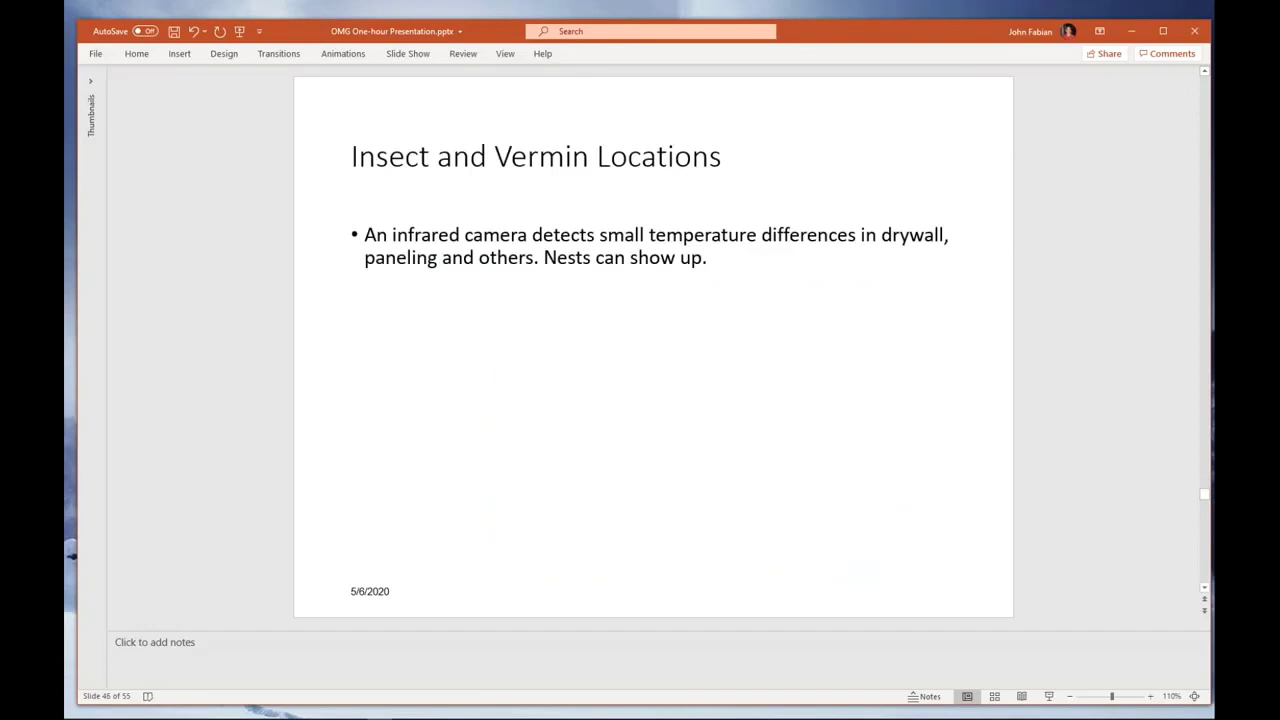 AutoSave Off OMG One-hour Presentation.pptx Search John Fabian
File Home Insert Design Transitions Animations Slide Show Review View Help Share Comments
Thumbnails
Insect and Vermin Locations
• An infrared camera detects small temperature differences in drywall,
paneling and others. Nests can show up.
5/6/2020
Click to add notes
Slide 46 of 55 Notes 110%